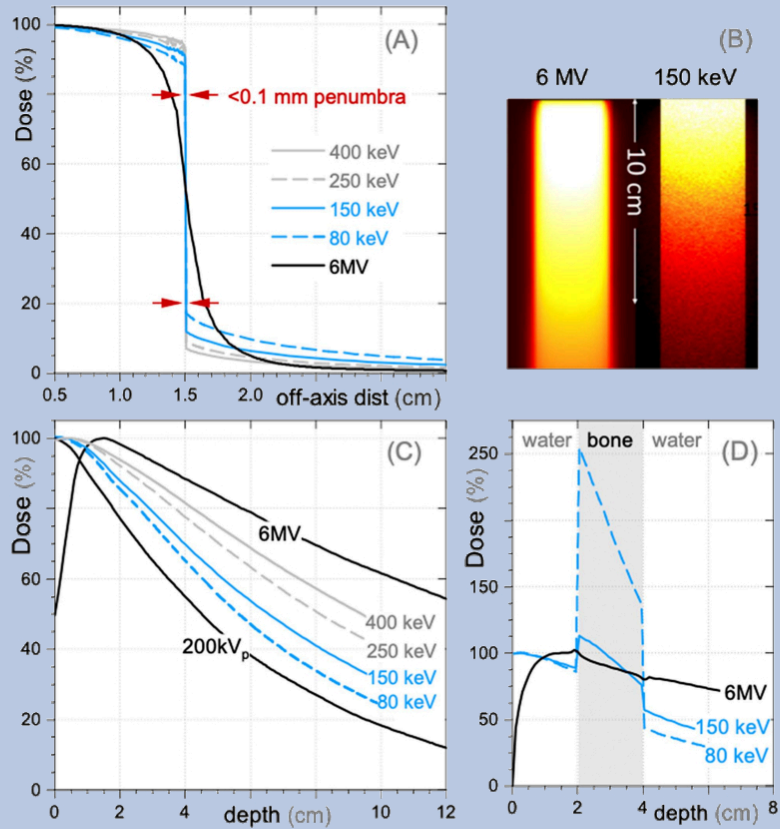 (A)
Dose (%)
100
60
40
20
0
<0.1 mm penumbra
400 keV
250 keV
150 keV
80 keV
6MV
0.5
1.0
1.5
2.0
off-axis dist (cm)
(B)
6 MV
150 keV
10 cm
(C)
Dose (%)
100
60
40
20
0
6MV
400 keV
250 keV
200kVp
150 keV
80 keV
0
2
4
6
8
10
12
depth (cm)
(D)
water bone water
Dose (%)
250
150
100
50
0
6MV
150 keV
80 keV
0
2
4
6
8
depth (cm)